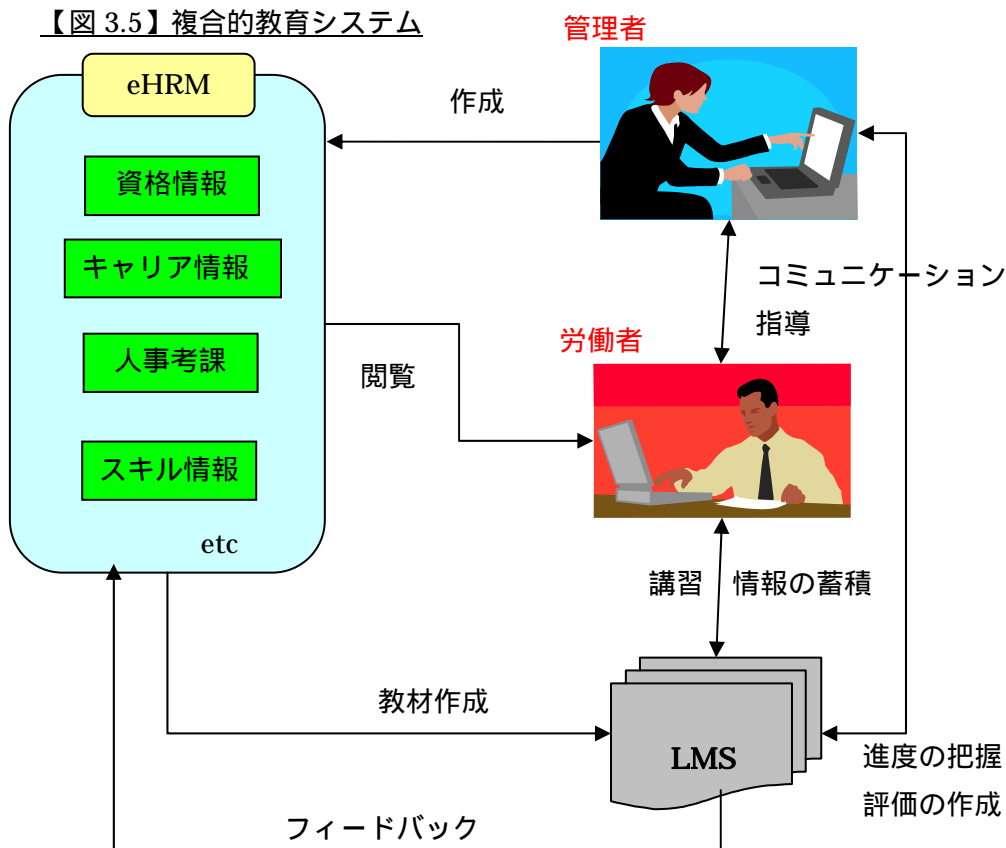 【図 3.5】複合的教育システム
管理者
eHRM
作成
資格情報
キャリア情報
コミュニケーション
指導
人事考課
労働者
閲覧
スキル情報
etc
講習 情報の蓄積
教材作成
LMS
進度の把握
評価の作成
フィードバック